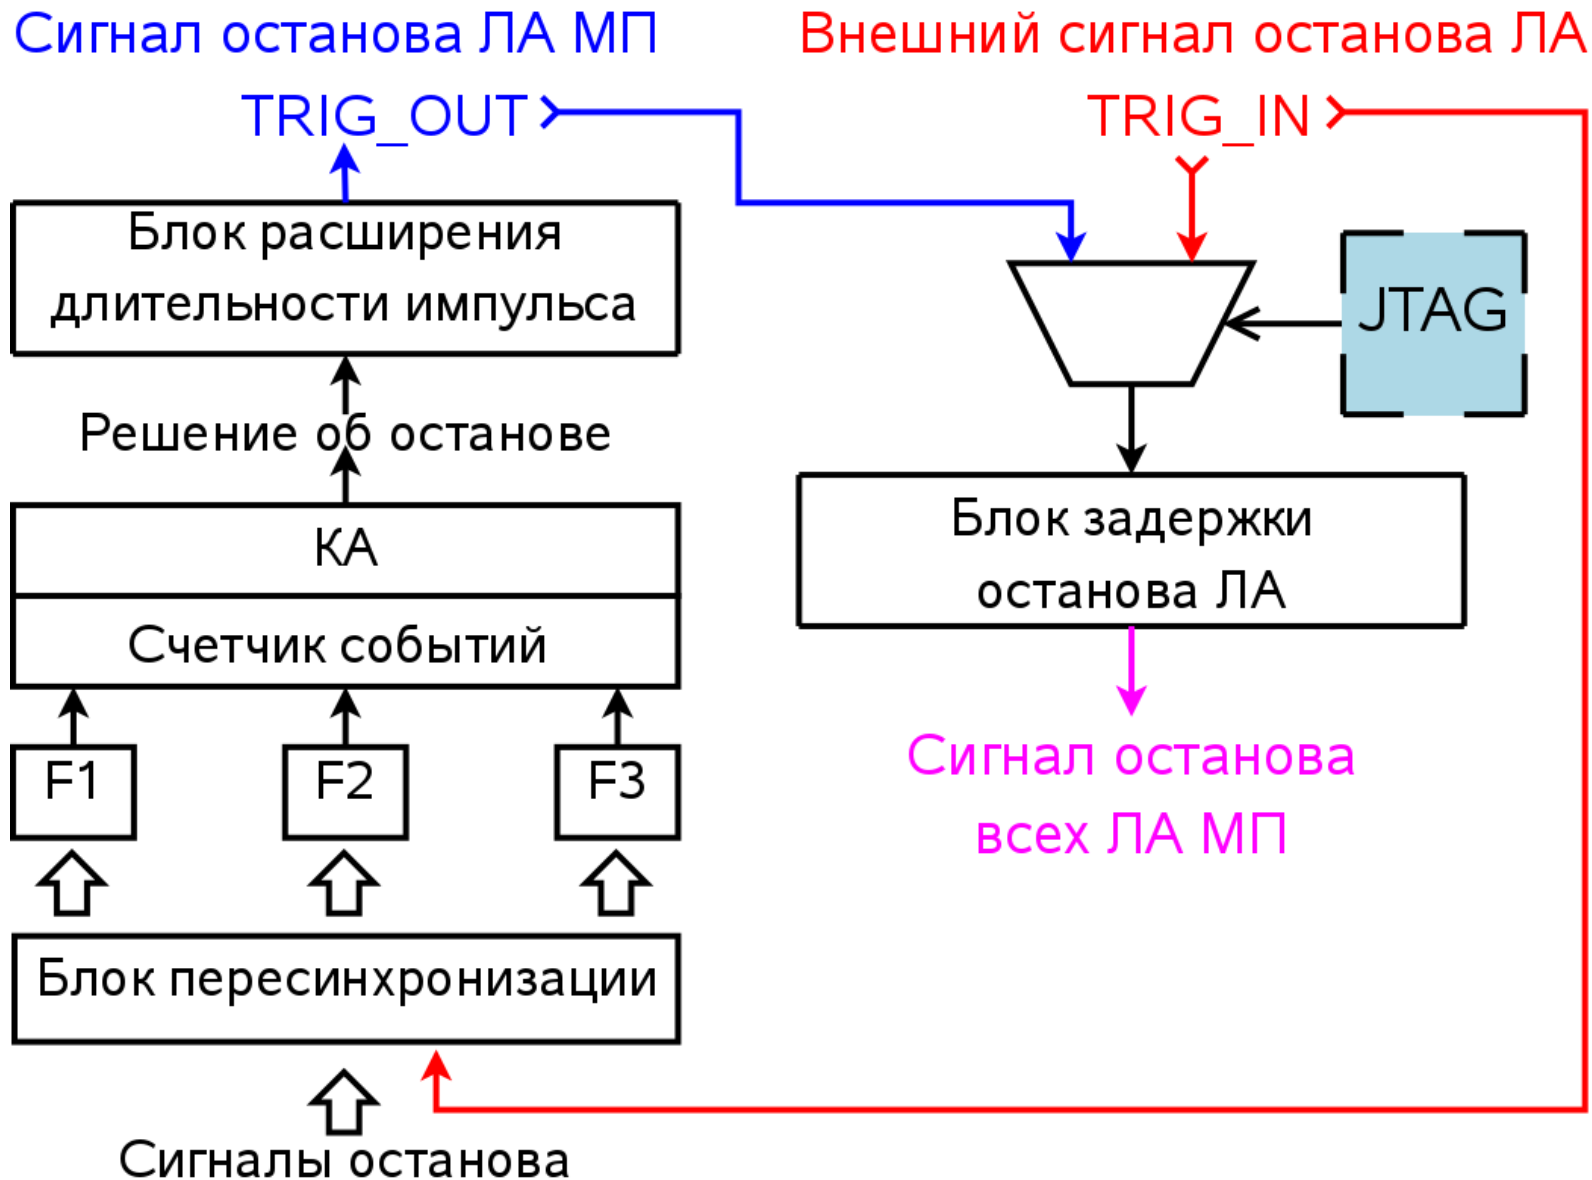 Сигнал останова ЛА МП
TRIG_OUT
Блок расширения
длительности импульса
Решение об останове
КА
Счетчик событий
F1
F2
F3
Блок пересинхронизации
Сигналы останова
Внешний сигнал останова ЛА
TRIG_IN
JTAG
Блок задержки
останова ЛА
Сигнал останова
всех ЛА МП